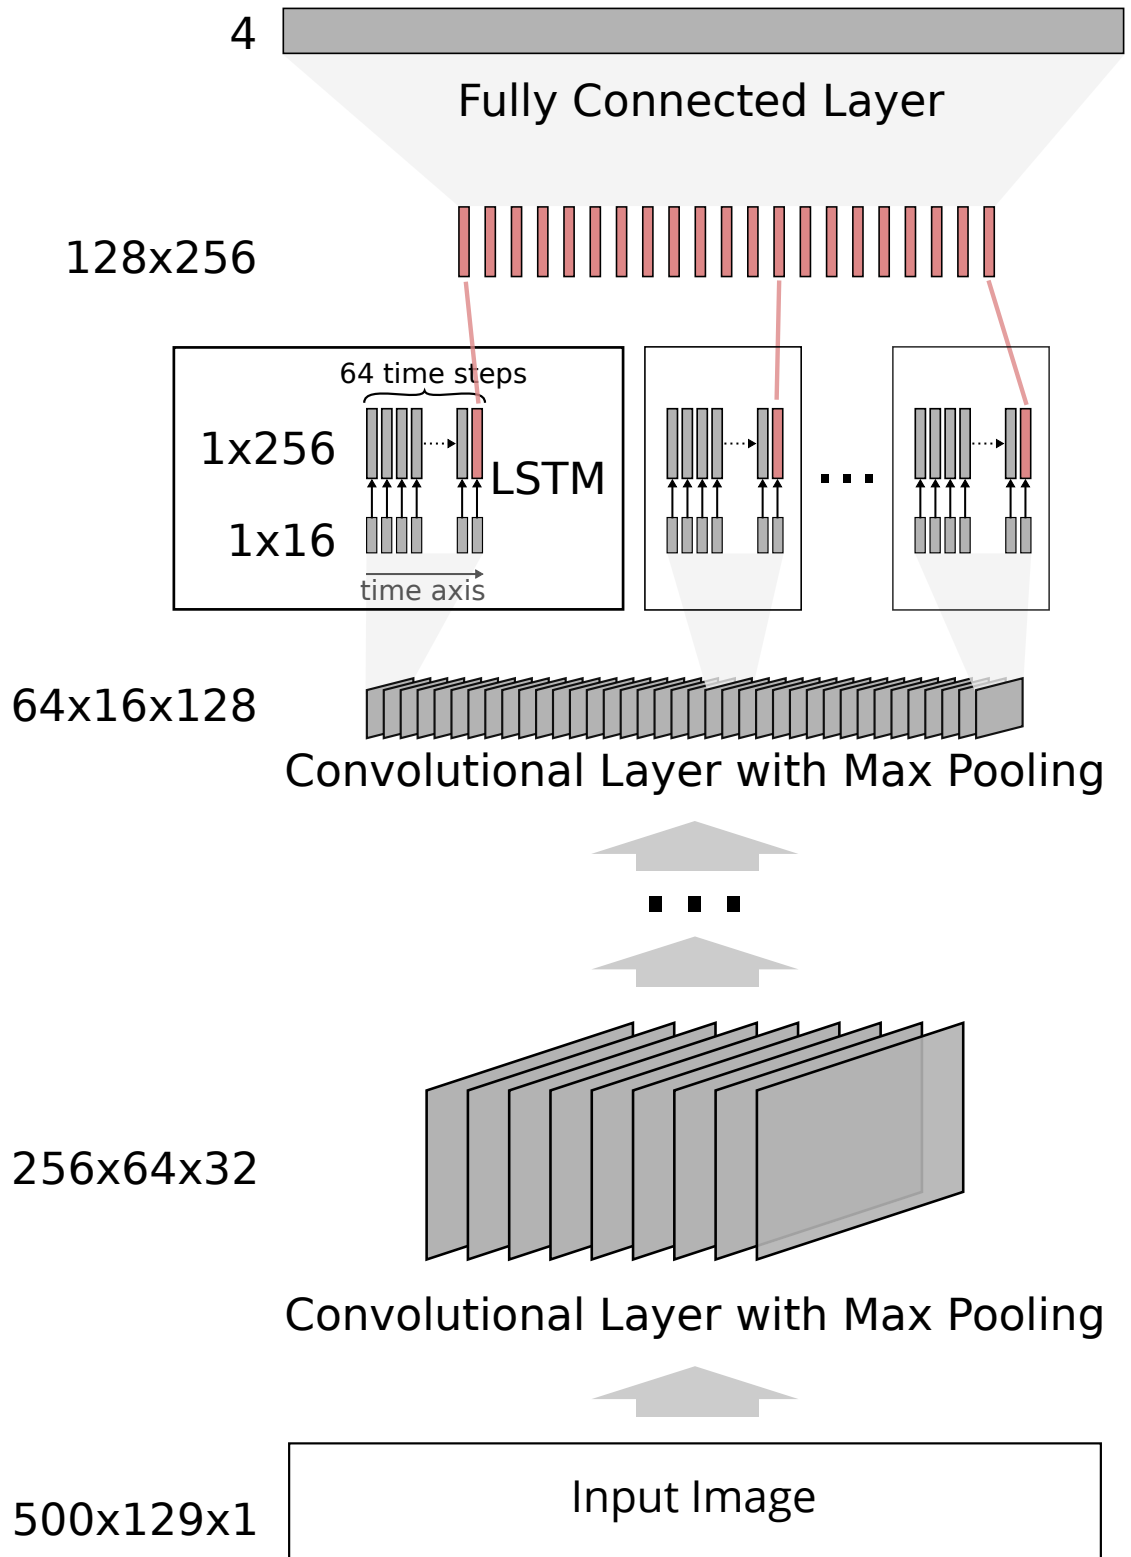 4
Fully Connected Layer
128x256
64 time steps
1x256
LSTM
1x16
time axis
64x16x128
Convolutional Layer with Max Pooling
256x64x32
Convolutional Layer with Max Pooling
Input Image
500x129x1